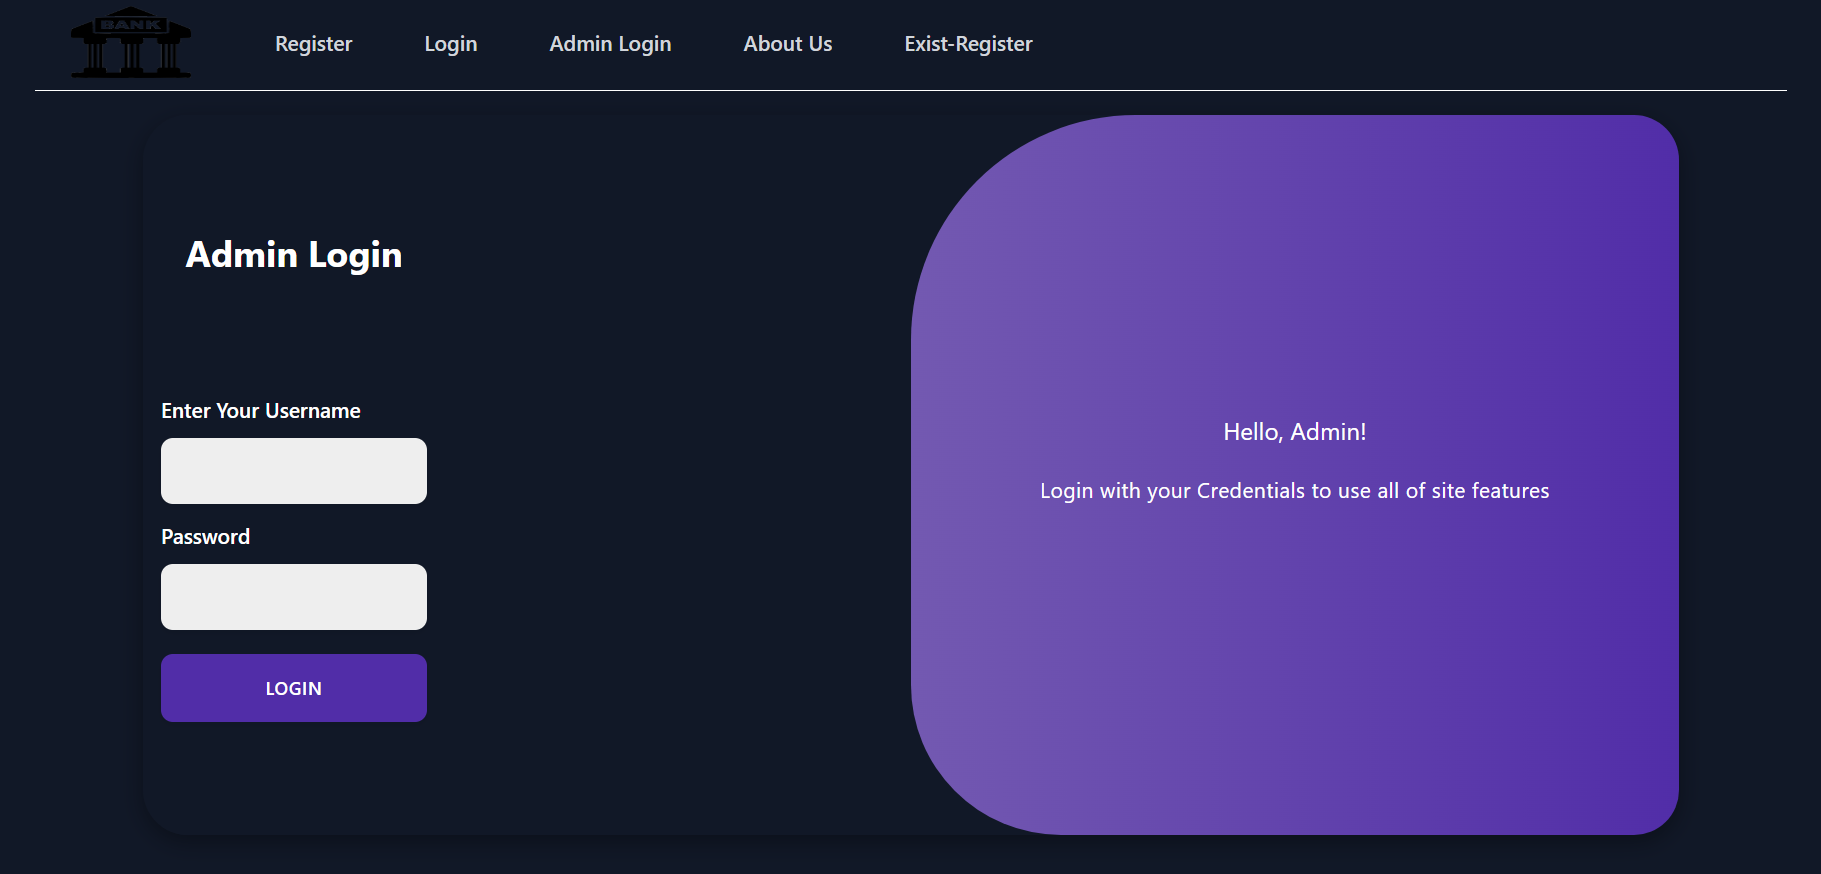 BANK
Register
Login
Admin Login
About Us
Exist-Register
Admin Login
Enter Your Username
Password
LOGIN
Hello, Admin!
Login with your Credentials to use all of site features